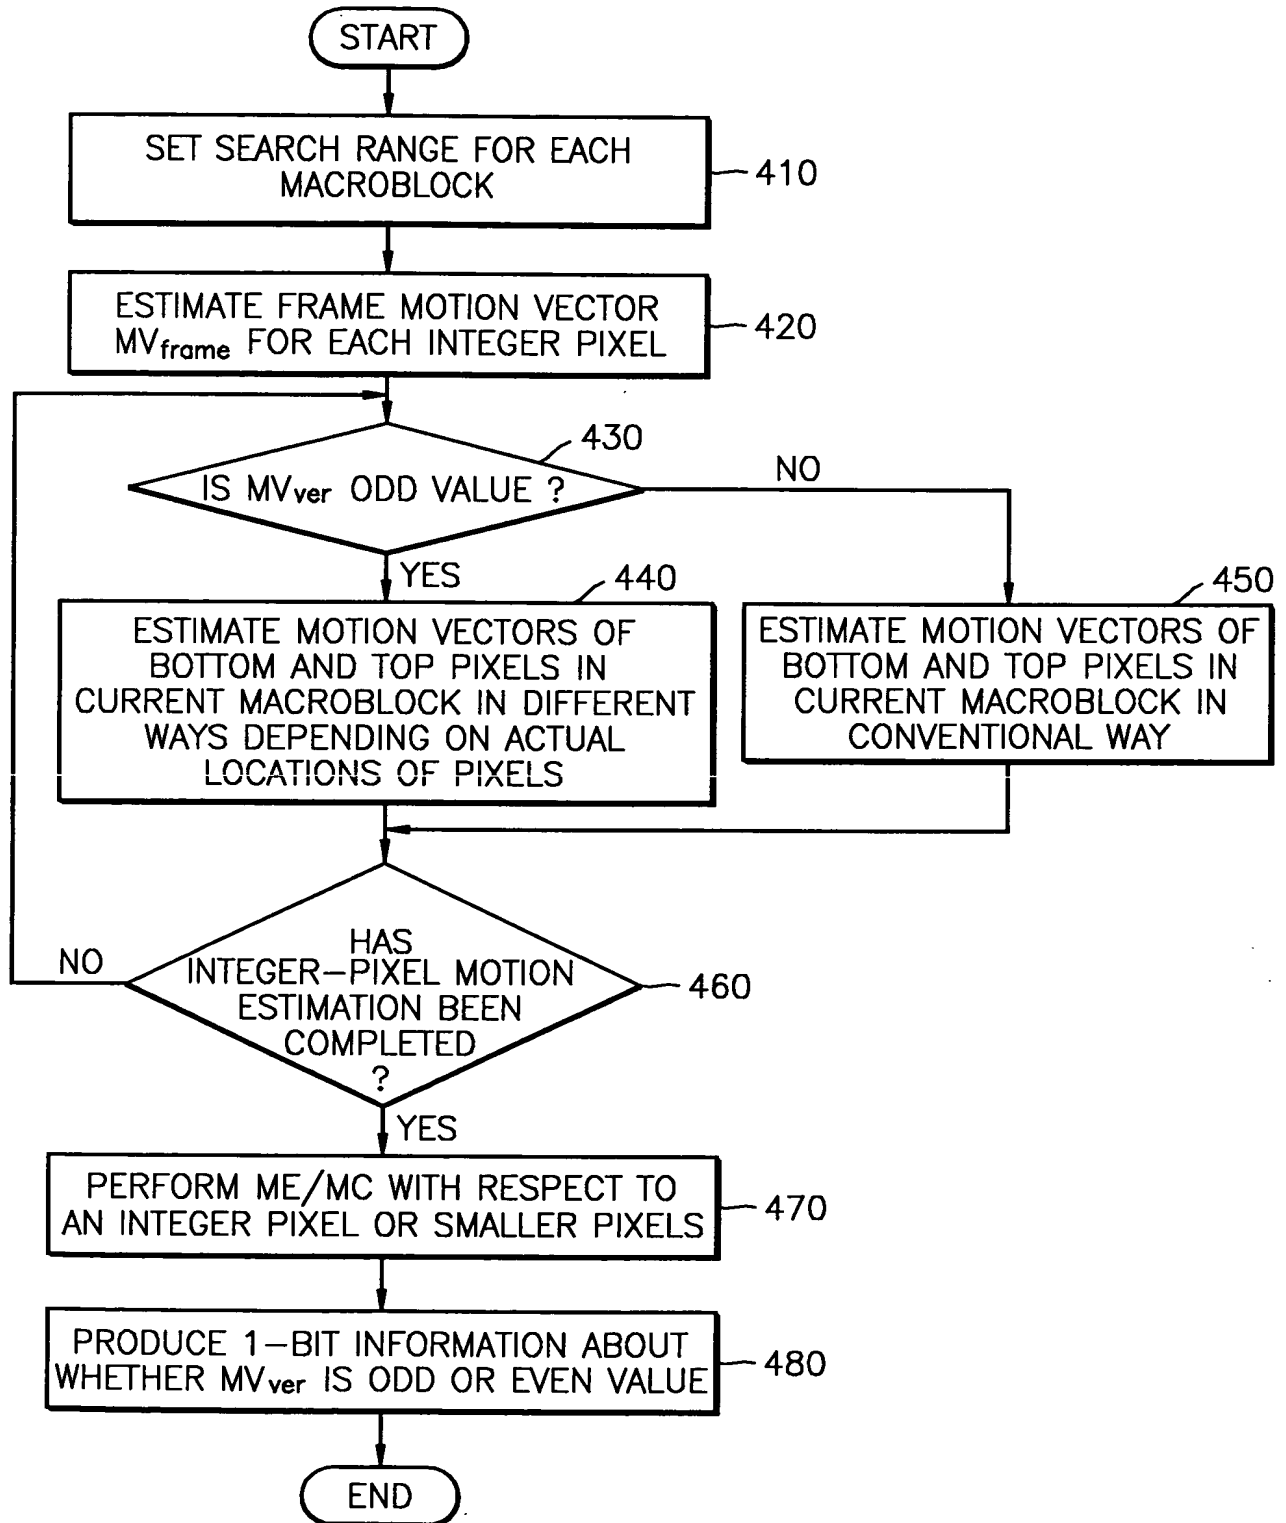 START
SET SEARCH RANGE FOR EACH
MACROBLOCK
410
ESTIMATE FRAME MOTION VECTOR
MVframe FOR EACH INTEGER PIXEL
420
430
IS MVver ODD VALUE ?
NO
YES
440
ESTIMATE MOTION VECTORS OF
BOTTOM AND TOP PIXELS IN
CURRENT MACROBLOCK IN DIFFERENT
WAYS DEPENDING ON ACTUAL
LOCATIONS OF PIXELS
450
ESTIMATE MOTION VECTORS OF
BOTTOM AND TOP PIXELS IN
CURRENT MACROBLOCK IN
CONVENTIONAL WAY
NO
HAS
INTEGER-PIXEL MOTION
ESTIMATION BEEN
COMPLETED
?
460
YES
PERFORM ME/MC WITH RESPECT TO
AN INTEGER PIXEL OR SMALLER PIXELS
470
PRODUCE 1-BIT INFORMATION ABOUT
WHETHER MVver IS ODD OR EVEN VALUE
480
END